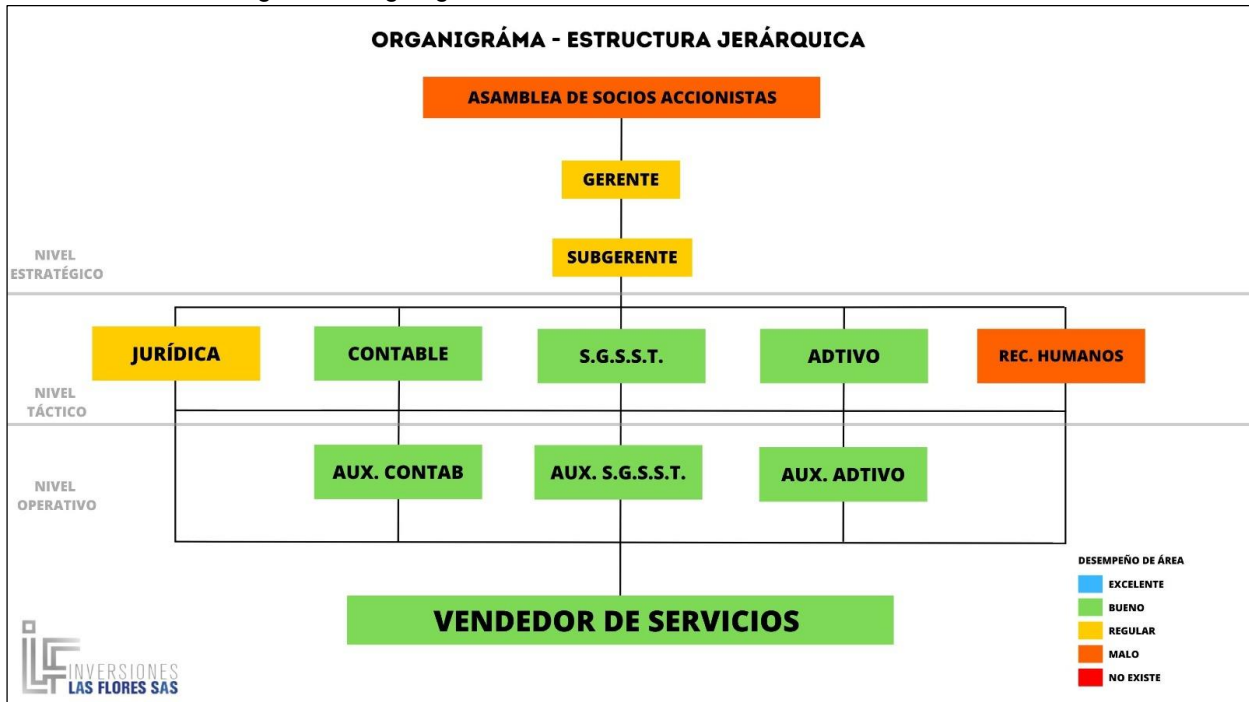 ORGANIGRÁMA - ESTRUCTURA JERÁRQUICA
ASAMBLEA DE SOCIOS ACCIONISTAS
GERENTE
SUBGERENTE
NIVEL
ESTRATÉGICO
JURÍDICA
CONTABLE
S.G.S.S.T.
ADTIVO
REC. HUMANOS
NIVEL
TÁCTICO
AUX. CONTAB
AUX. S.G.S.S.T.
AUX. ADTIVO
NIVEL
OPERATIVO
VENDEDOR DE SERVICIOS
DESEMPEÑO DE ÁREA
EXCELENTE
BUENO
REGULAR
MALO
NO EXISTE
ILF
INVERSIONES
LAS FLORES SAS